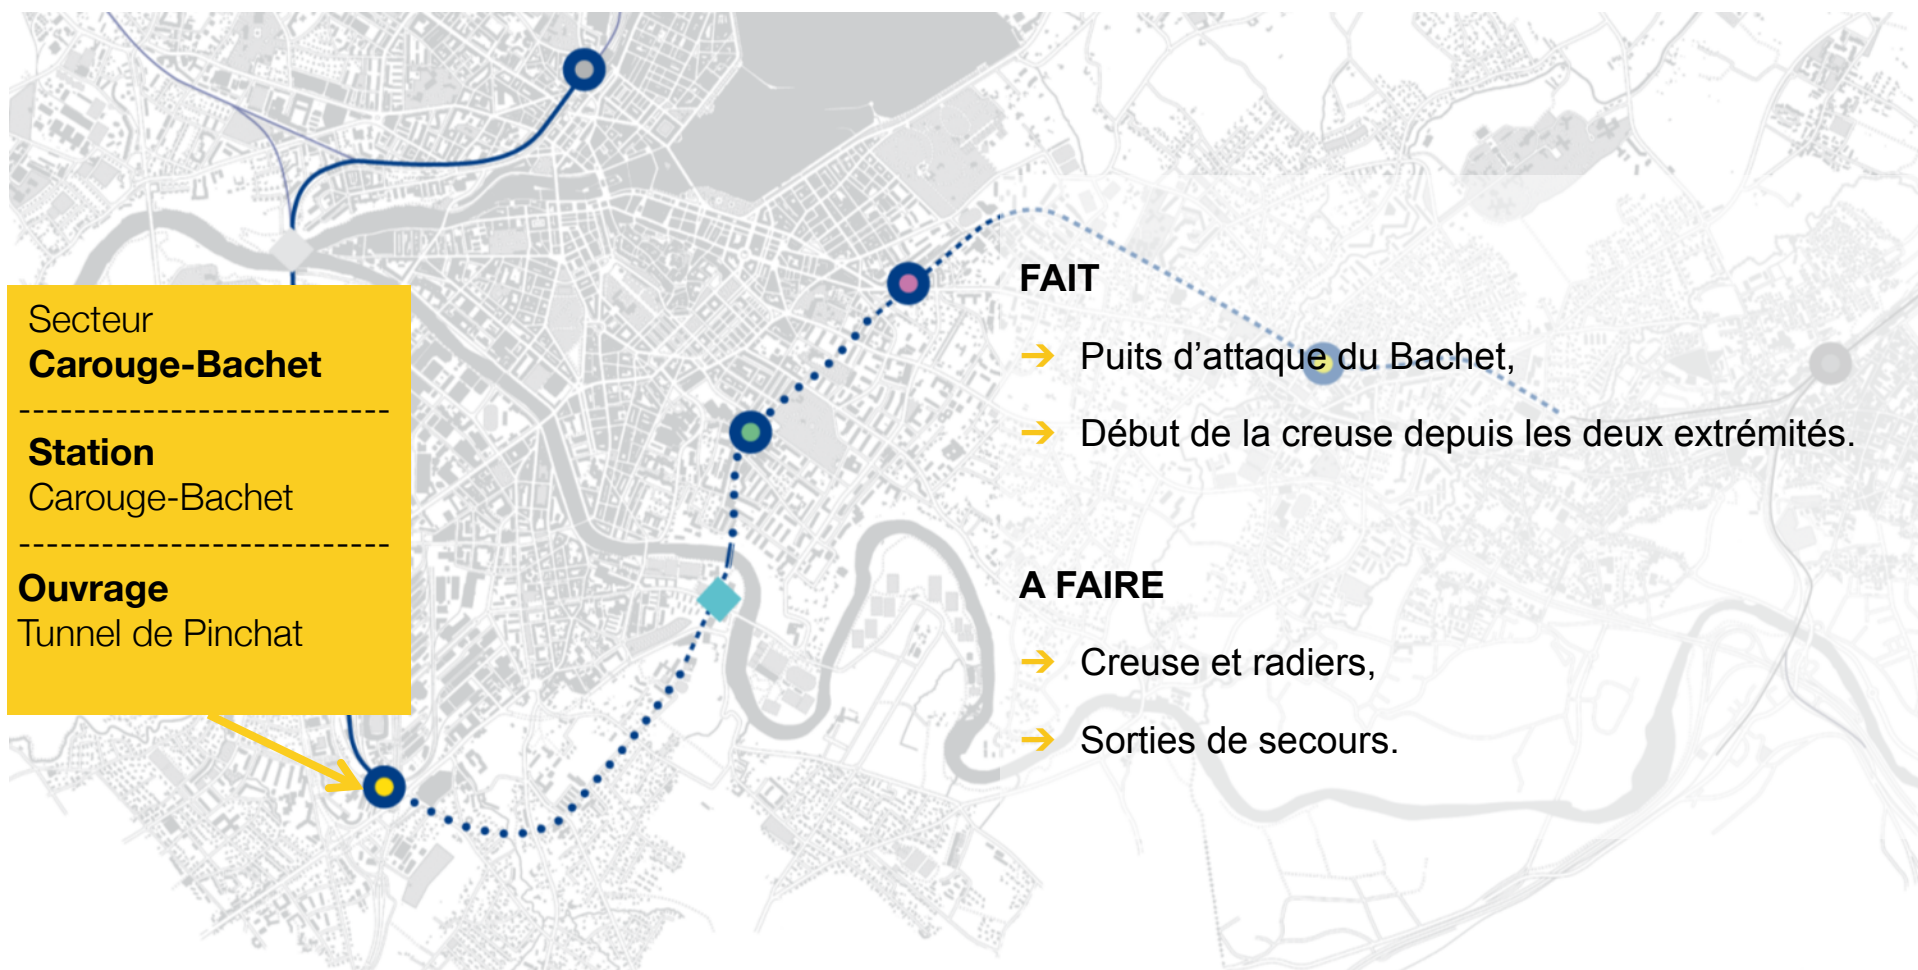 Secteur
Carouge-Bachet
Station
Carouge-Bachet
Ouvrage
Tunnel de Pinchat
FAIT
➔ Puits d’attaque du Bachet,
➔ Début de la creuse depuis les deux extrémités.
A FAIRE
➔ Creuse et radiers,
➔ Sorties de secours.